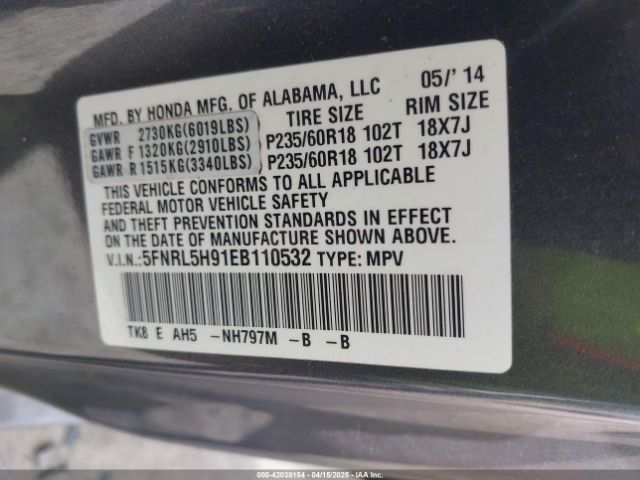 MFD. BY HONDA MFG. OF ALABAMA, LLC 05/' 14
TIRE SIZE RIM SIZE
GVWR 2730KG(6019LBS)
GAWR F 1320KG(2910LBS) P235/60R18 102T 18X7J
GAWR R 1515KG(3340LBS) P235/60R18 102T 18X7J
THIS VEHICLE CONFORMS TO ALL APPLICABLE
FEDERAL MOTOR VEHICLE SAFETY
AND THEFT PREVENTION STANDARDS IN EFFECT
ON THE DATE OF MANUFACTURE SHOWN ABOVE.
V.I.N.:5FNRL5H91EB110532 TYPE: MPV
TK8 E AH5 -NH797M -B -B
000-42038154 - 04/15/2025 - IAAI.COM